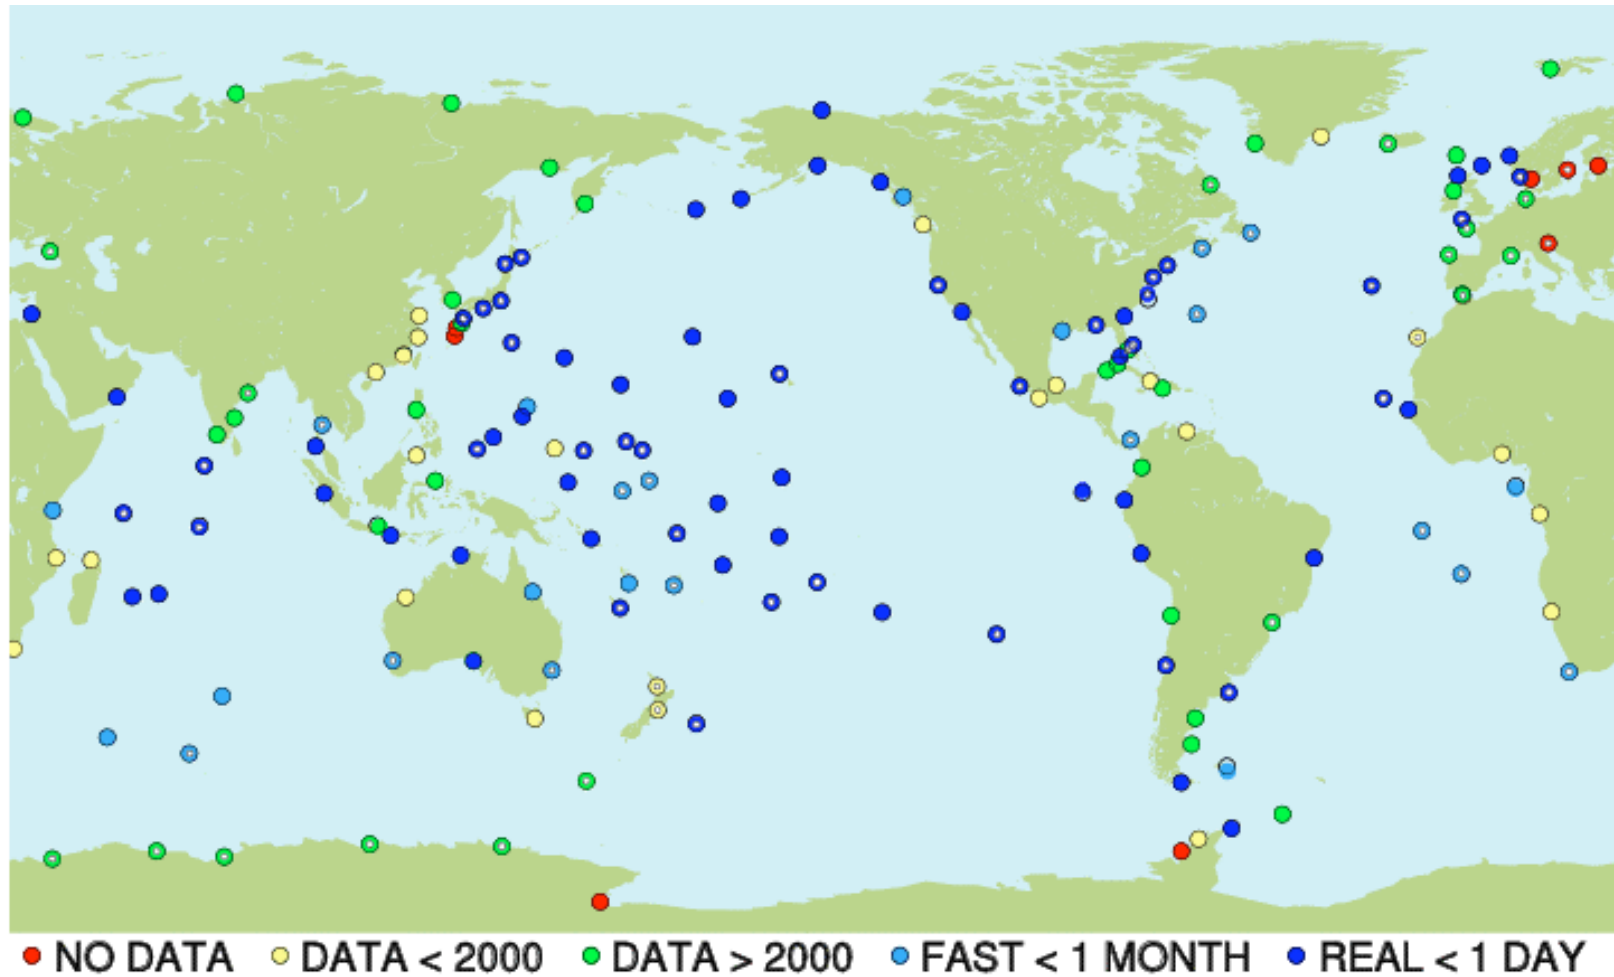 NO DATA DATA < 2000 DATA > 2000 FAST < 1 MONTH REAL < 1 DAY